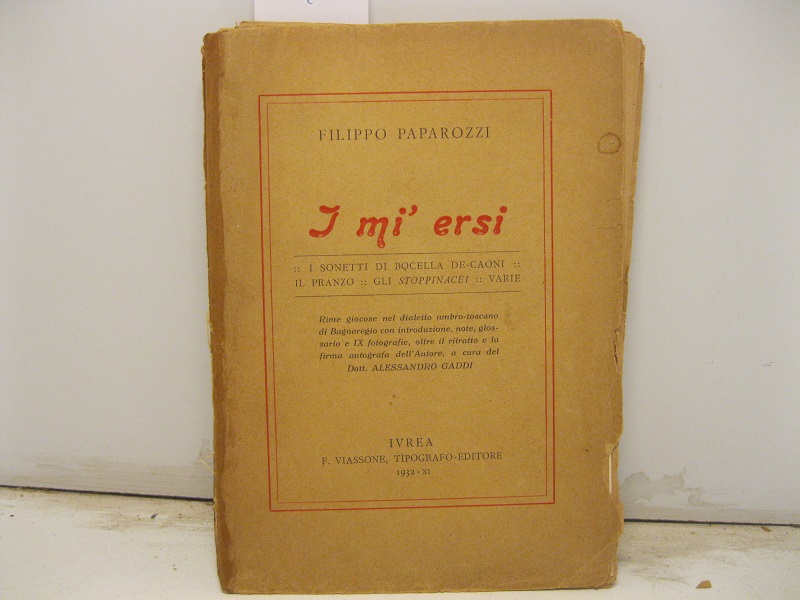 FILIPPO PAPAROZZI
I mi' ersi
:: I SONETTI DI BOCELLA DE-CAONI ::
IL PRANZO :: GLI STOPPINACEI :: VARIE
Rime giocose nel dialetto umbro-toscano
di Bagnoregio con introduzione, note, glos-
sario e IX fotografie, oltre il ritratto e la
firma autografa dell'Autore, a cura del
Dott. ALESSANDRO GADDI
IVREA
F. VIASSONE, TIPOGRAFO-EDITORE
1932 - XI